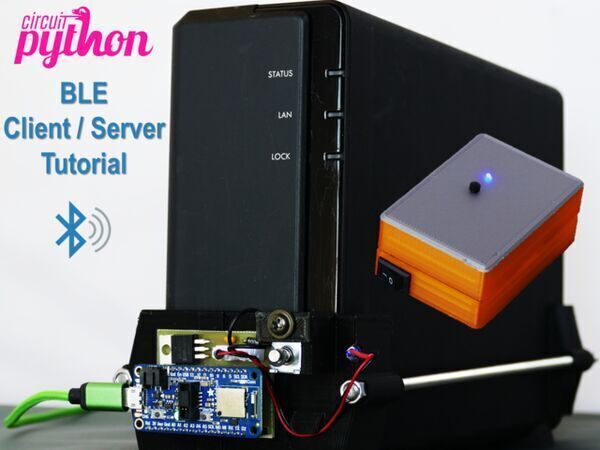 circuit
python
BLE
Client / Server
Tutorial
STATUS
LAN
LOCK